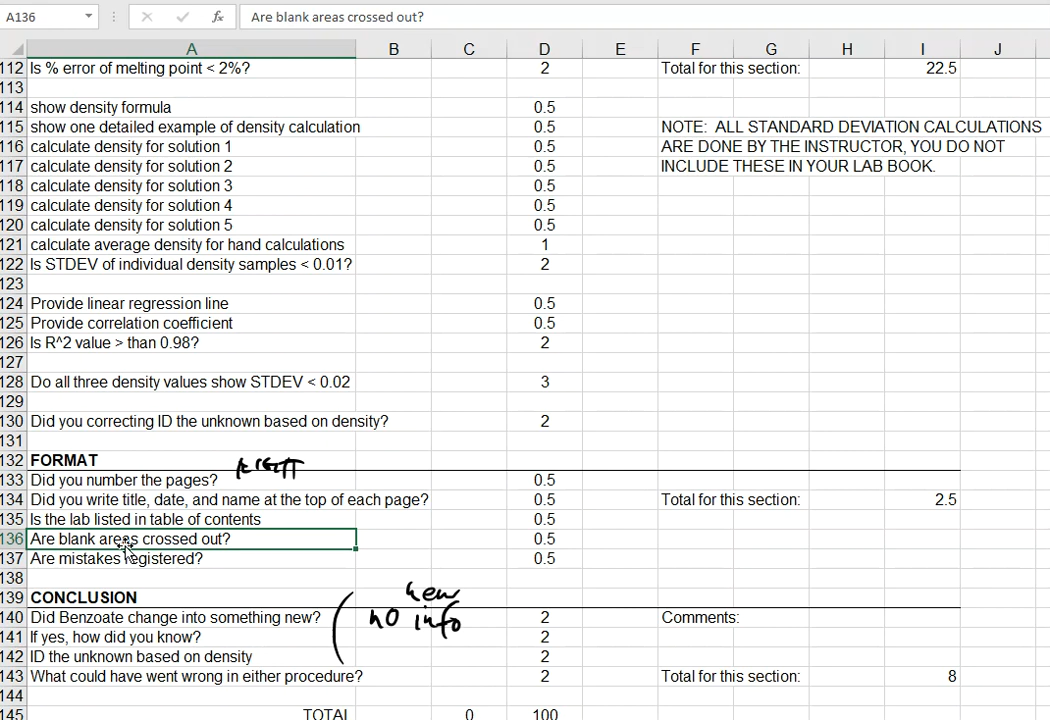 A136 fx Are blank areas crossed out?
A B C D E F G H I J
112 Is % error of melting point < 2%? 2 Total for this section: 22.5
113
114 show density formula 0.5
115 show one detailed example of density calculation 0.5 NOTE: ALL STANDARD DEVIATION CALCULATIONS
116 calculate density for solution 1 0.5 ARE DONE BY THE INSTRUCTOR, YOU DO NOT
117 calculate density for solution 2 0.5 INCLUDE THESE IN YOUR LAB BOOK.
118 calculate density for solution 3 0.5
119 calculate density for solution 4 0.5
120 calculate density for solution 5 0.5
121 calculate average density for hand calculations 1
122 Is STDEV of individual density samples < 0.01? 2
123
124 Provide linear regression line 0.5
125 Provide correlation coefficient 0.5
126 Is R^2 value > than 0.98? 2
127
128 Do all three density values show STDEV < 0.02 3
129
130 Did you correcting ID the unknown based on density? 2
131
132 FORMAT
133 Did you number the pages? 0.5
134 Did you write title, date, and name at the top of each page? 0.5 Total for this section: 2.5
135 Is the lab listed in table of contents 0.5
136 Are blank areas crossed out? 0.5
137 Are mistakes registered? 0.5
138
139 CONCLUSION new
140 Did Benzoate change into something new? no info 2 Comments:
141 If yes, how did you know? 2
142 ID the unknown based on density 2
143 What could have went wrong in either procedure? 2 Total for this section: 8
144
145 TOTAL 0 100